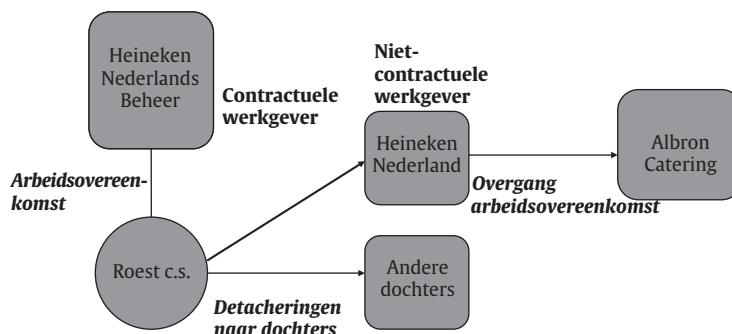 Heineken
Nederlands
Beheer
Contractuele
werkgever
Niet-
contractuele
werkgever
Heineken
Nederland
Albron
Catering
Arbeidsovereen-
komst
Overgang
arbeidsovereenkomst
Roest c.s.
Andere
dochters
Detacheringen
naar dochters